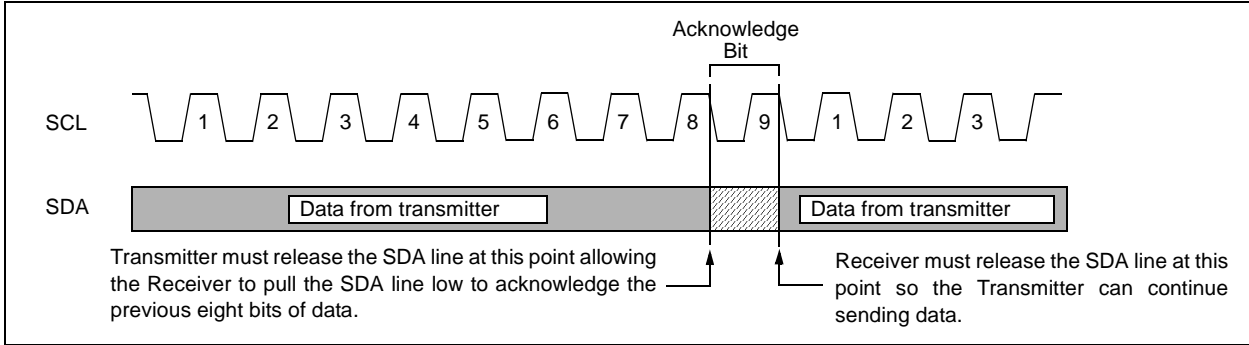 Acknowledge
Bit
SCL
1 2 3 4 5 6 7 8 9 1 2 3
SDA
Data from transmitter
Data from transmitter
Transmitter must release the SDA line at this point allowing
the Receiver to pull the SDA line low to acknowledge the
previous eight bits of data.
Receiver must release the SDA line at this
point so the Transmitter can continue
sending data.